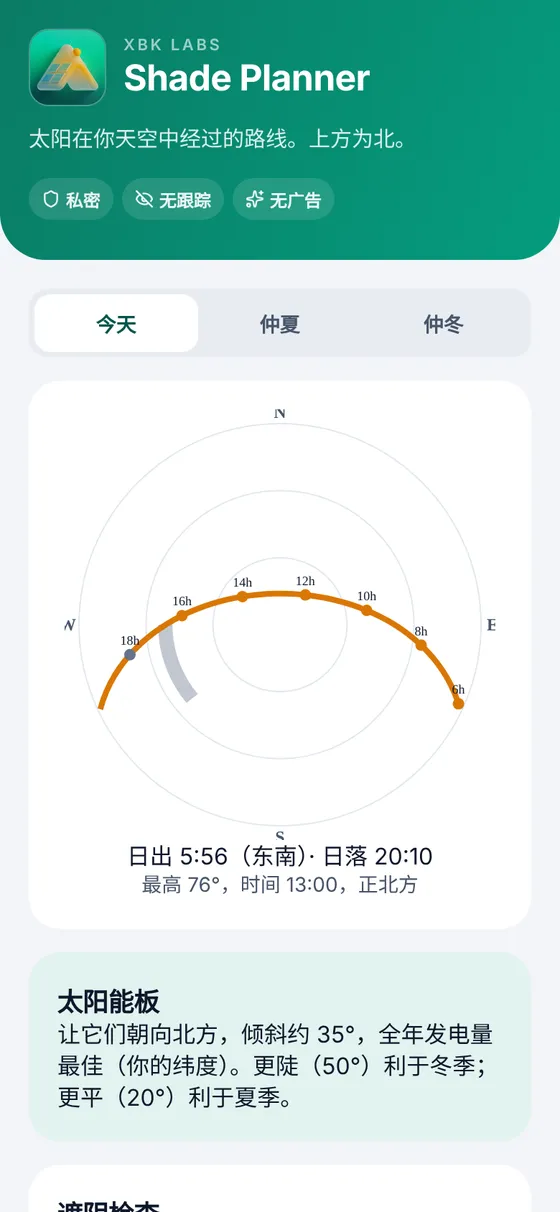 XBK LABS
Shade Planner
太阳在你天空中经过的路线。上方为北。
私密 无跟踪 无广告
今天 仲夏 仲冬
N
14h 12h
16h 10h
W E
18h 8h
6h
S
日出 5:56（东南）· 日落 20:10
最高 76°，时间 13:00，正北方
太阳能板
让它们朝向北方，倾斜约 35°，全年发电量
最佳（你的纬度）。更陡（50°）利于冬季；
更平（20°）利于夏季。
遮阴检查